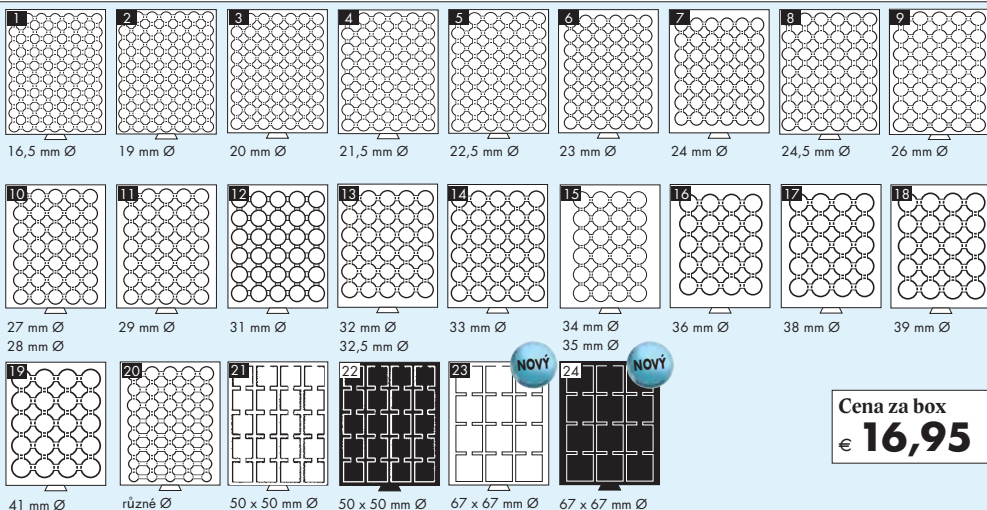 1 2 3 4 5 6 7 8 9
16,5 mm Ø 19 mm Ø 20 mm Ø 21,5 mm Ø 22,5 mm Ø 23 mm Ø 24 mm Ø 24,5 mm Ø 26 mm Ø
10 11 12 13 14 15 16 17 18
27 mm Ø 29 mm Ø 31 mm Ø 32 mm Ø 33 mm Ø 34 mm Ø 36 mm Ø 38 mm Ø 39 mm Ø
28 mm Ø 32,5 mm Ø 35 mm Ø
NOVÝ NOVÝ
19 20 21 22 23 24
Cena za box
€ 16,95
41 mm Ø různé Ø 50 x 50 mm Ø 50 x 50 mm Ø 67 x 67 mm Ø 67 x 67 mm Ø